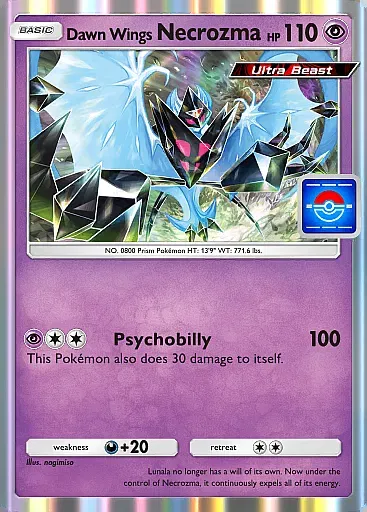 BASIC Dawn Wings Necrozma HP 110
Ultra Beast
NO. 0800 Prism Pokémon HT: 13'9" WT: 771.6 lbs.
Psychobilly 100
This Pokémon also does 30 damage to itself.
weakness +20 retreat
Illus. nagimiso
Lunala no longer has a will of its own. Now under the
control of Necrozma, it continually expels all of its energy.